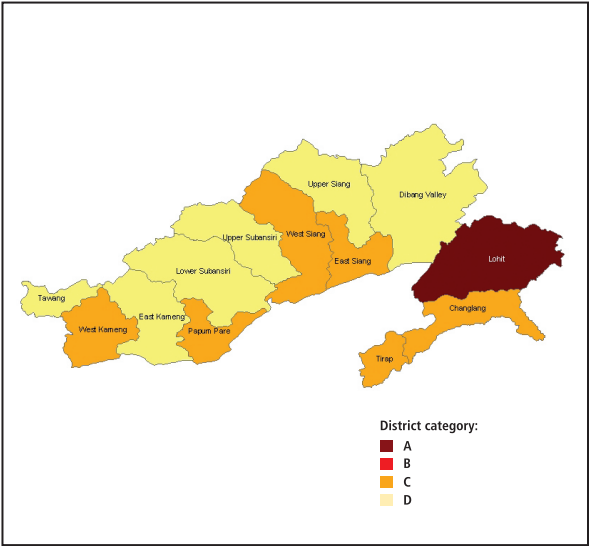 Upper Siang
Dibang Valley
West Siang
Upper Subansiri
East Siang
Lohit
Lower Subansiri
Tawang
Changlang
East Kameng
West Kameng
Papum Pare
Tirap
District category:
A
B
C
D